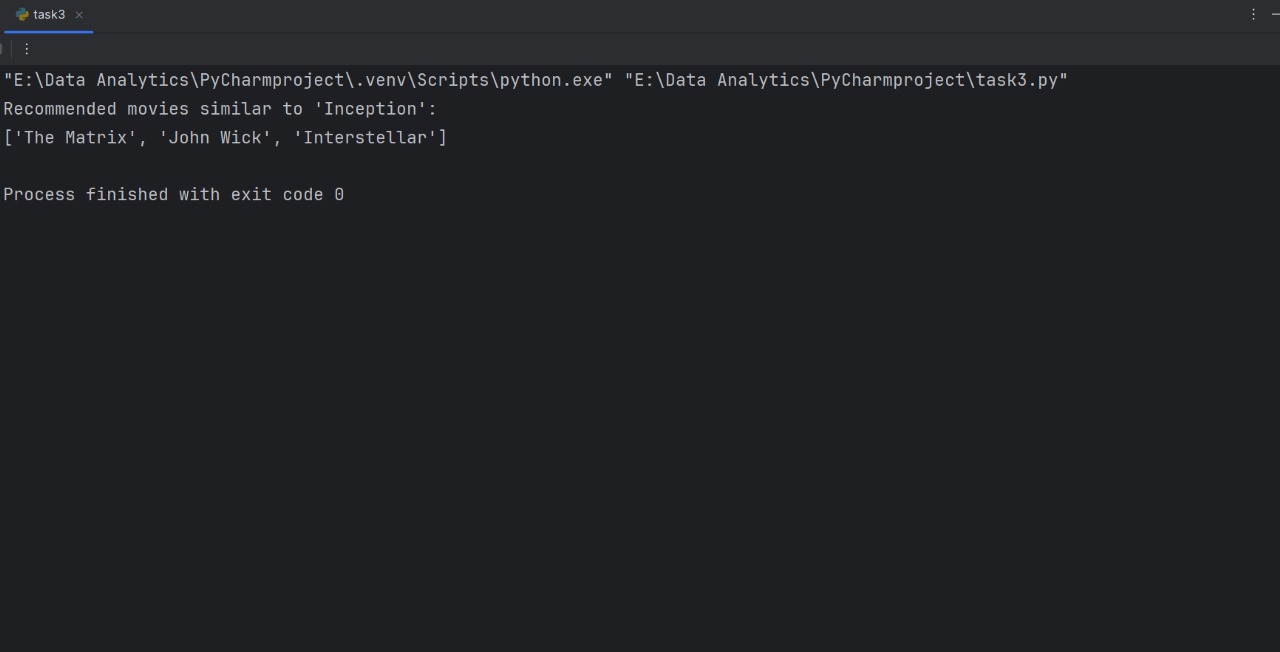 task3
"E:\Data Analytics\PyCharmproject\.venv\Scripts\python.exe" "E:\Data Analytics\PyCharmproject\task3.py"
Recommended movies similar to 'Inception':
['The Matrix', 'John Wick', 'Interstellar']
Process finished with exit code 0